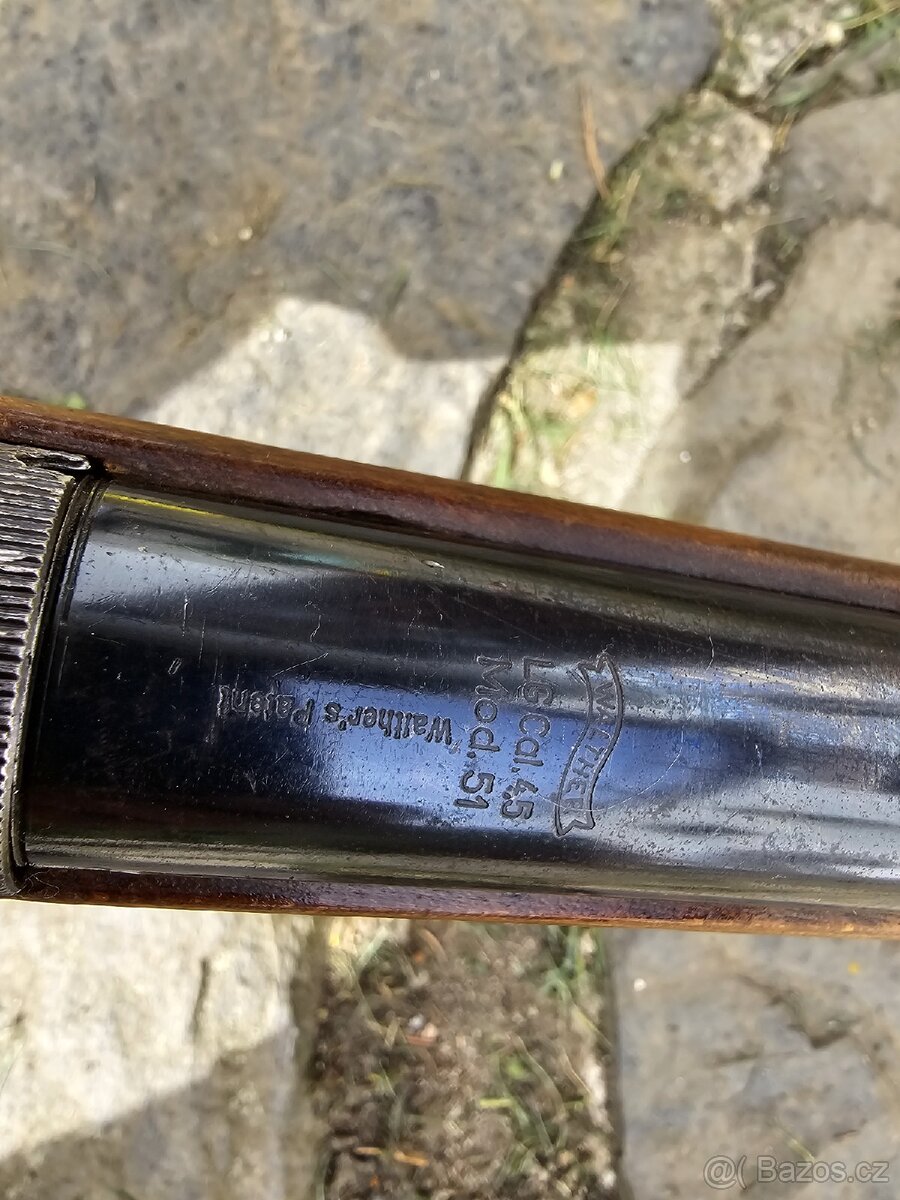 WALTHER
LG Cal. 4,5
Mod. 51
Walther's Patent
@( Bazos.cz